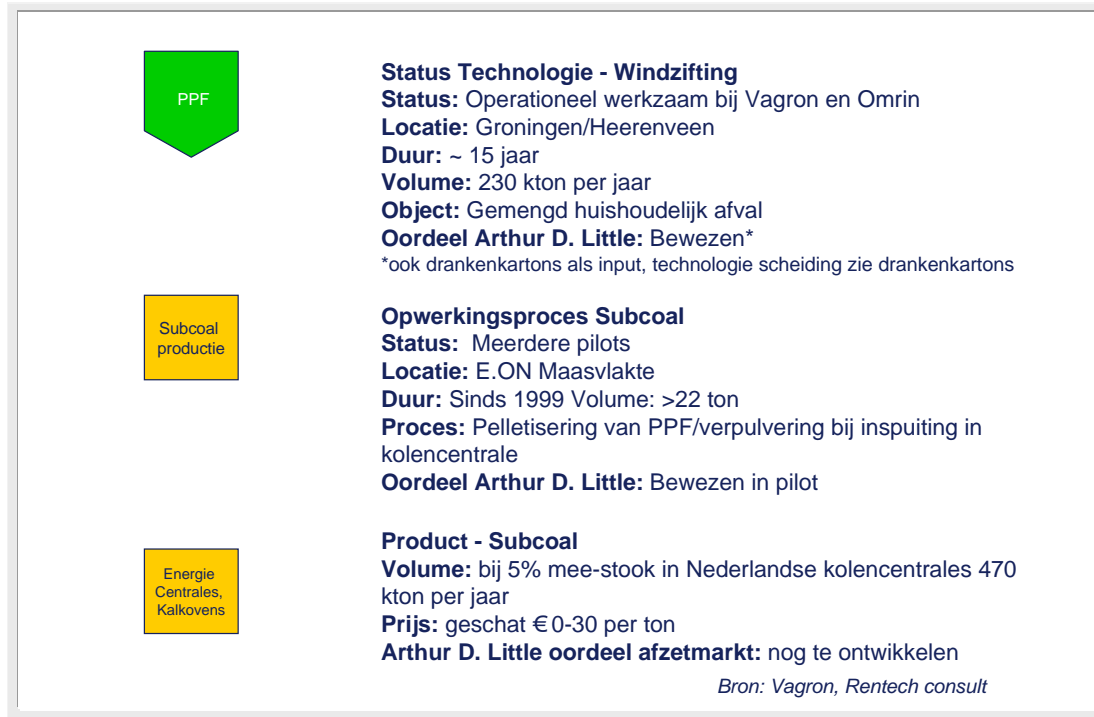 PPF
Status Technologie - Windzifting
Status: Operationeel werkzaam bij Vagron en Omrin
Locatie: Groningen/Heerenveen
Duur: ~ 15 jaar
Volume: 230 kton per jaar
Object: Gemengd huishoudelijk afval
Oordeel Arthur D. Little: Bewezen*
*ook drankenkartons als input, technologie scheiding zie drankenkartons
Subcoal
productie
Opwerkingsproces Subcoal
Status: Meerdere pilots
Locatie: E.ON Maasvlakte
Duur: Sinds 1999 Volume: >22 ton
Proces: Pelletisering van PPF/verpulvering bij inspuiting in
kolencentrale
Oordeel Arthur D. Little: Bewezen in pilot
Energie
Centrales,
Kalkovens
Product - Subcoal
Volume: bij 5% mee-stook in Nederlandse kolencentrales 470
kton per jaar
Prijs: geschat €0-30 per ton
Arthur D. Little oordeel afzetmarkt: nog te ontwikkelen
Bron: Vagron, Rentech consult